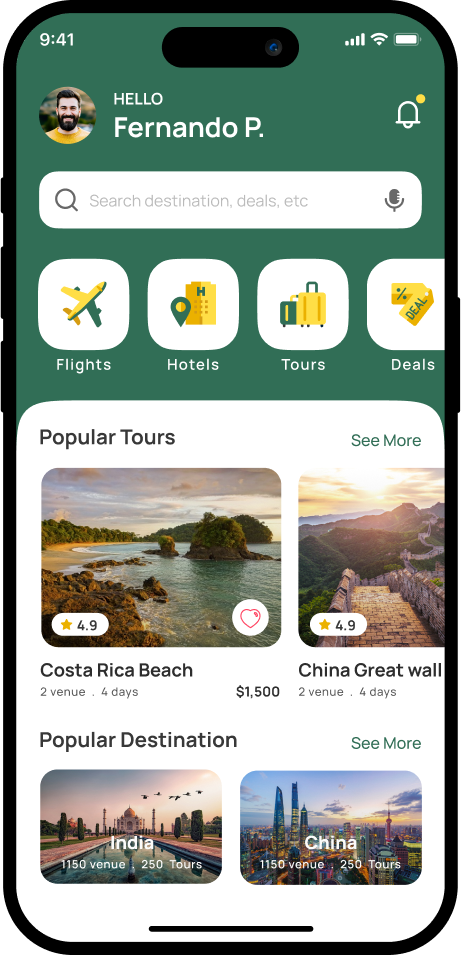 9:41
HELLO
Fernando P.
Search destination, deals, etc
H
DEAL
Flights
Hotels
Tours
Deals
Popular Tours
See More
4.9
4.9
Costa Rica Beach
China Great wall
2 venue . 4 days
$1,500
2 venue . 4 days
Popular Destination
See More
India
China
1150 venue . 250 Tours
1150 venue . 250 Tours